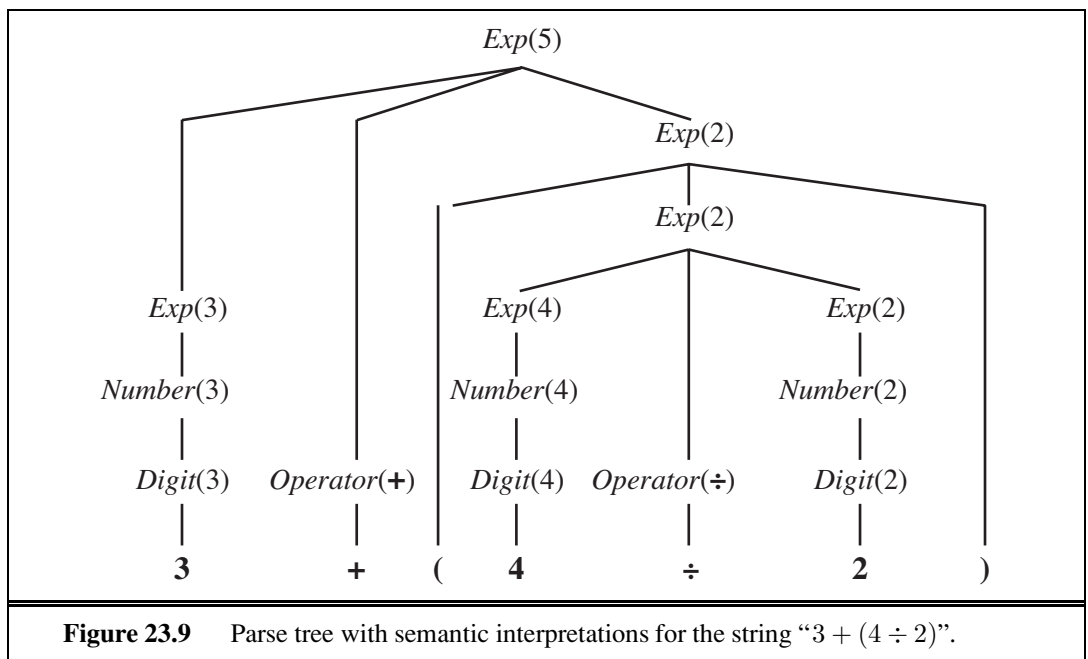 Exp(5)
Exp(2)
Exp(2)
Exp(3) Exp(4) Exp(2)
Number(3) Number(4) Number(2)
Digit(3) Operator(+) Digit(4) Operator(÷) Digit(2)
3 + ( 4 ÷ 2 )
Figure 23.9 Parse tree with semantic interpretations for the string “3 + (4 ÷ 2)”.